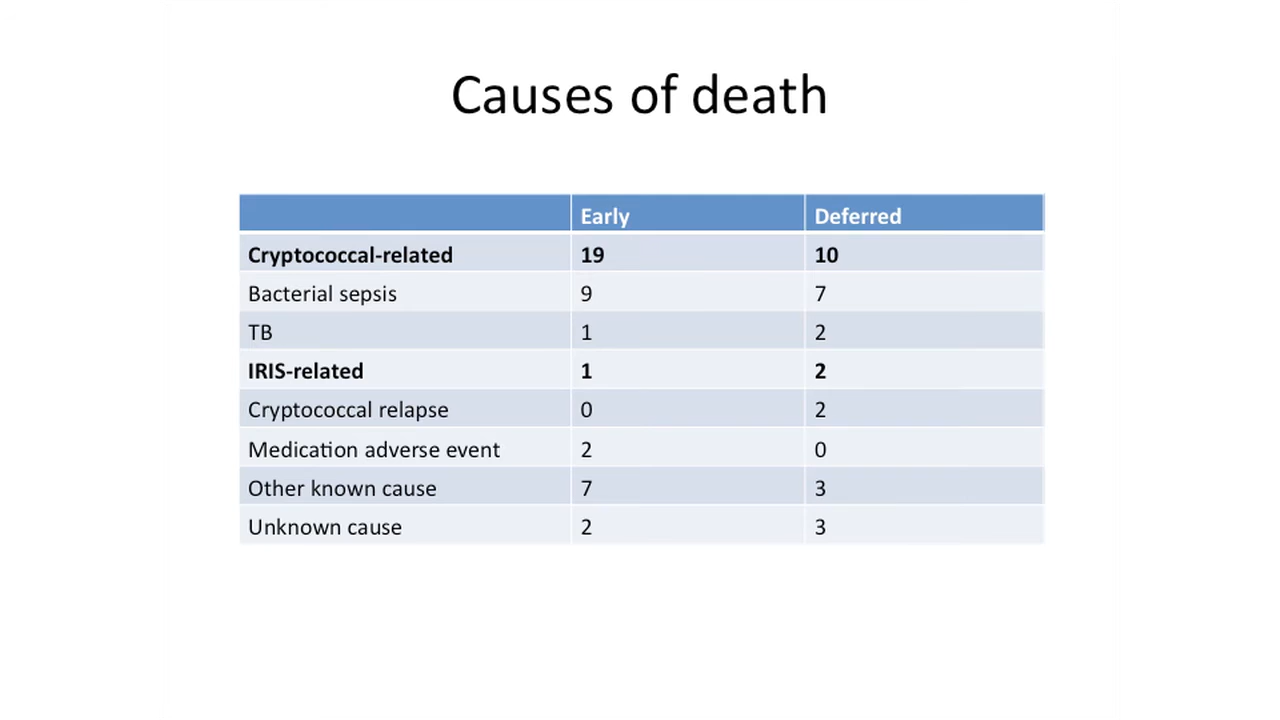 Causes of death
Early Deferred
Cryptococcal-related 19 10
Bacterial sepsis 9 7
TB 1 2
IRIS-related 1 2
Cryptococcal relapse 0 2
Medication adverse event 2 0
Other known cause 7 3
Unknown cause 2 3